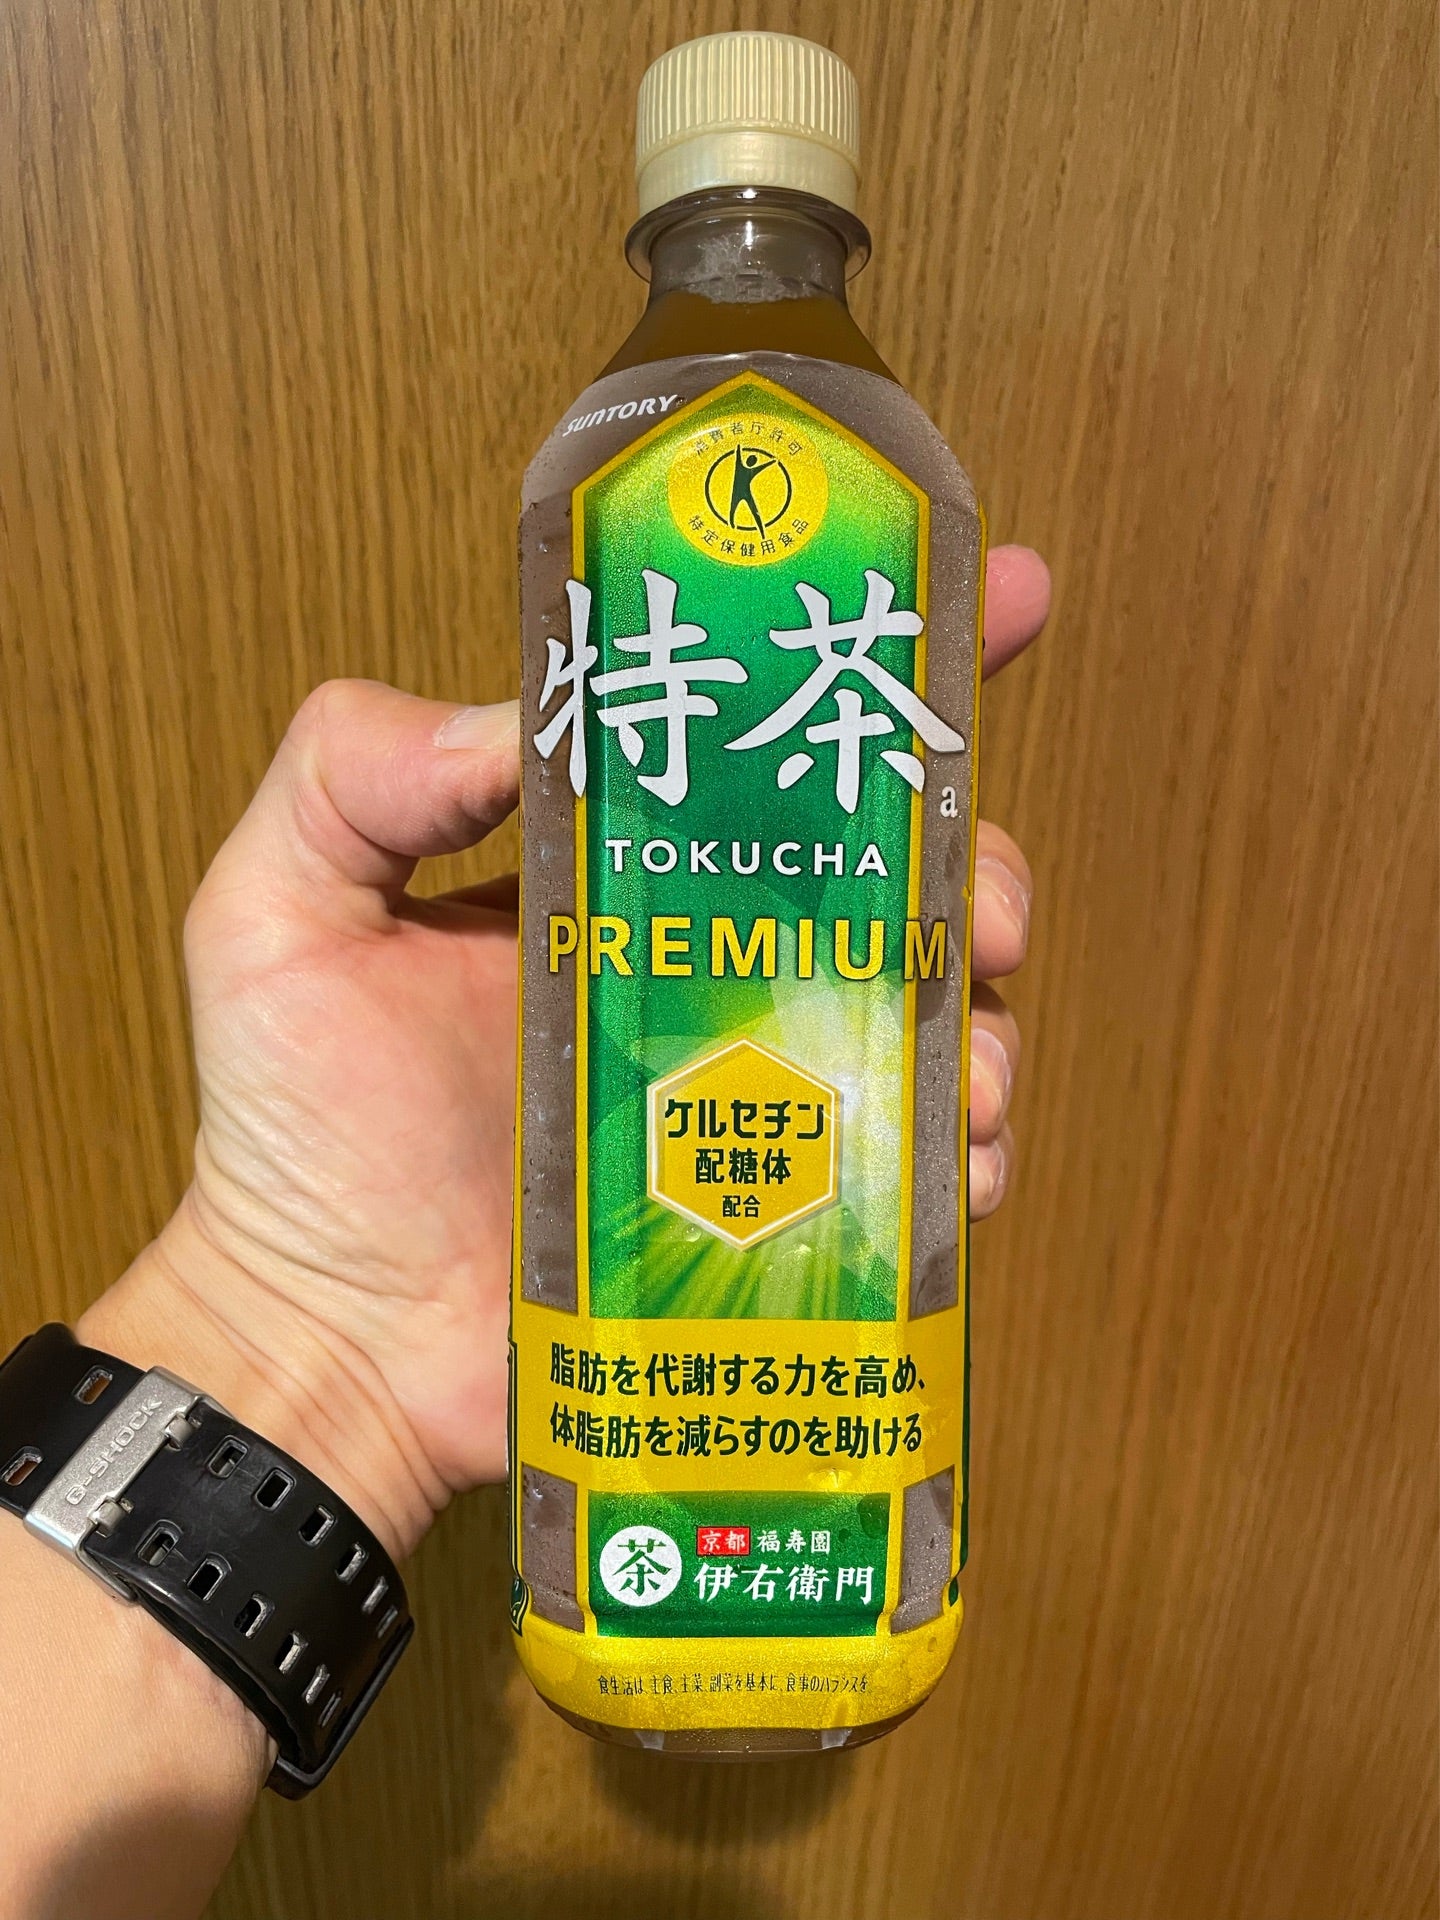 SUNTORY
消費者庁許可
特定保健用食品
特茶
a
TOKUCHA
PREMIUM
ケルセチン
配糖体
配合
脂肪を代謝する力を高め、
体脂肪を減らすのを助ける
茶
京都 福寿園
伊右衛門
食生活は、主食、主菜、副菜を基本に、食事のバランスを
G-SHOCK